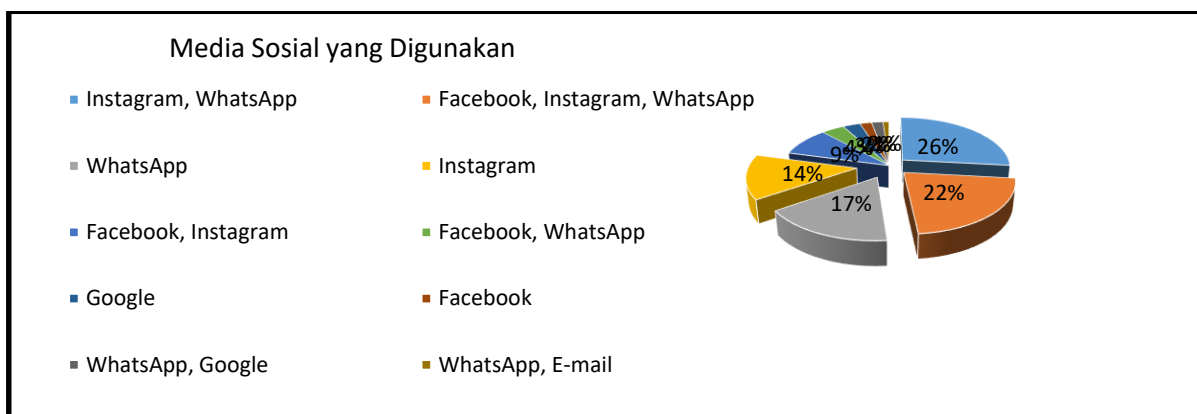 Media Sosial yang Digunakan
Instagram, WhatsApp
Facebook, Instagram, WhatsApp
WhatsApp
Instagram
Facebook, Instagram
Facebook, WhatsApp
Google
Facebook
WhatsApp, Google
WhatsApp, E-mail
26%
22%
17%
14%
9%
4%